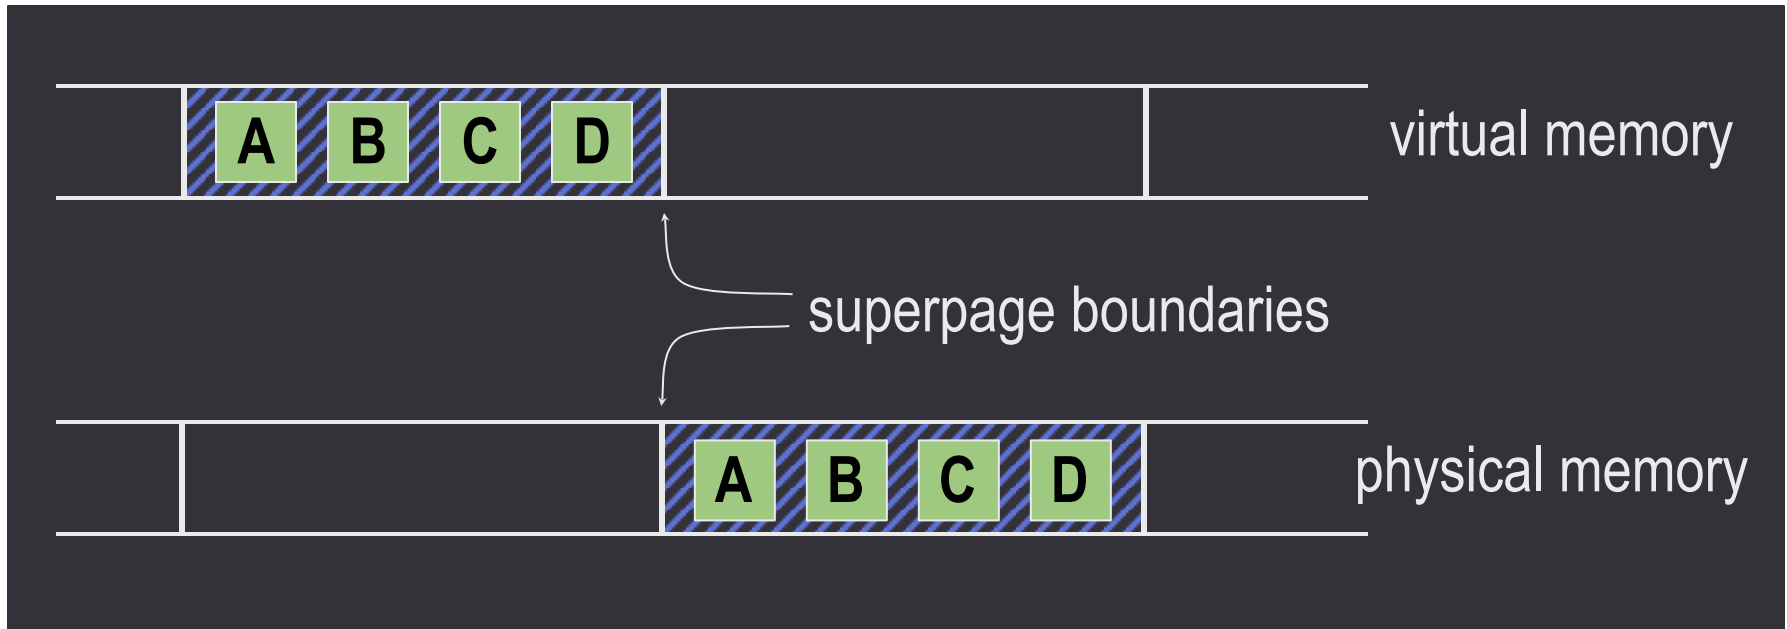 A B C D virtual memory
superpage boundaries
A B C D physical memory